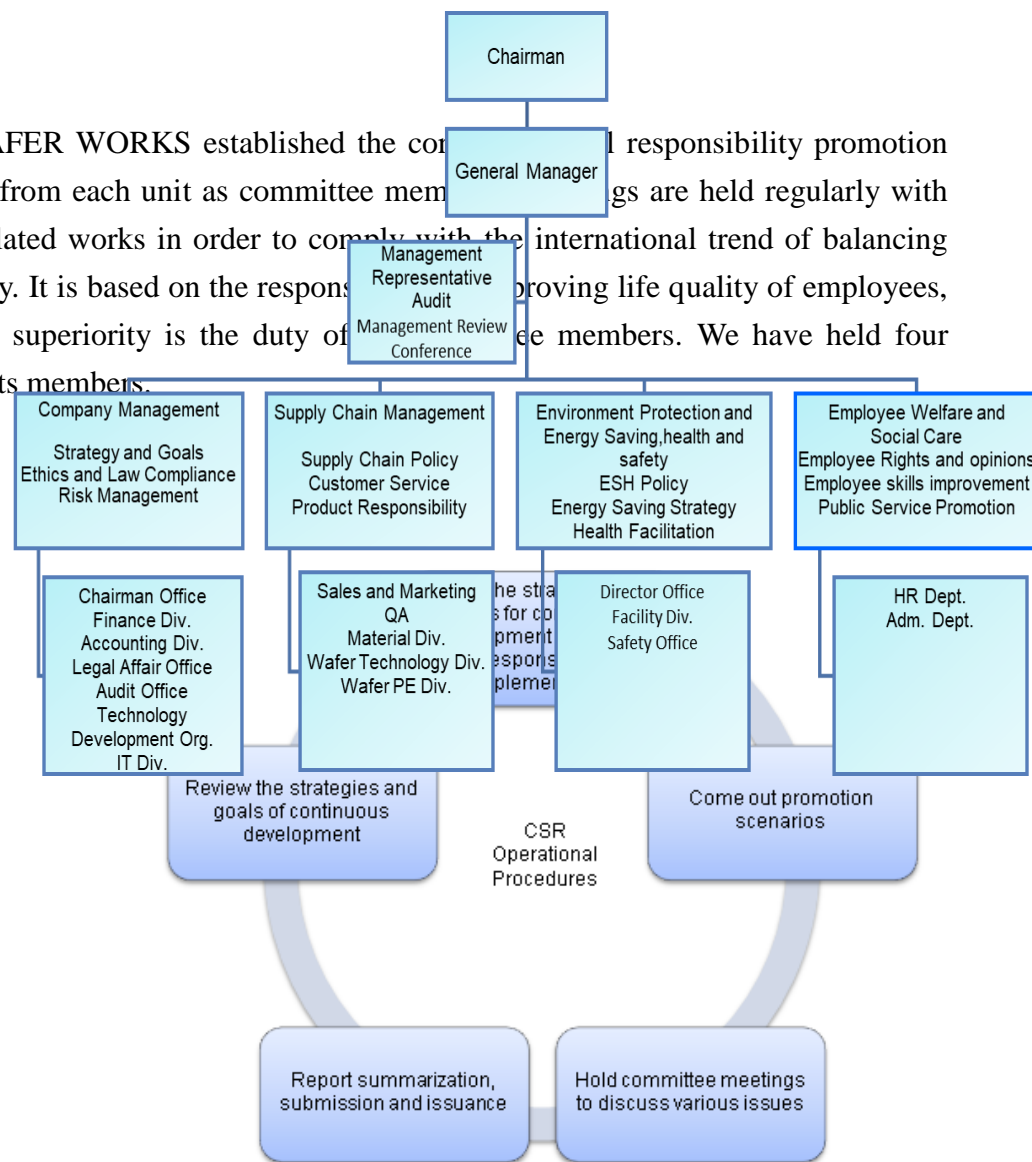 Chairman
AFER WORKS established the cor l responsibility promotion
General Manager
from each unit as committee mem gs are held regularly with
lated works in order to comply with the international trend of balancing
Management
Representative
Audit
Management Review
Conference
y. It is based on the respons proving life quality of employees,
superiority is the duty of ee members. We have held four
ts members.
Company Management
Strategy and Goals
Ethics and Law Compliance
Risk Management
Supply Chain Management
Supply Chain Policy
Customer Service
Product Responsibility
Environment Protection and
Energy Saving,health and
safety
ESH Policy
Energy Saving Strategy
Health Facilitation
Employee Welfare and
Social Care
Employee Rights and opinions
Employee skills improvement
Public Service Promotion
Chairman Office
Finance Div.
Accounting Div.
Legal Affair Office
Audit Office
Technology
Development Org.
IT Div.
Sales and Marketing
QA
Material Div.
Wafer Technology Div.
Wafer PE Div.
he stra
s for co
pment
respons
plemen
Director Office
Facility Div.
Safety Office
HR Dept.
Adm. Dept.
Review the strategies and
goals of continuous
development
CSR
Operational
Procedures
Come out promotion
scenarios
Report summarization,
submission and issuance
Hold committee meetings
to discuss various issues